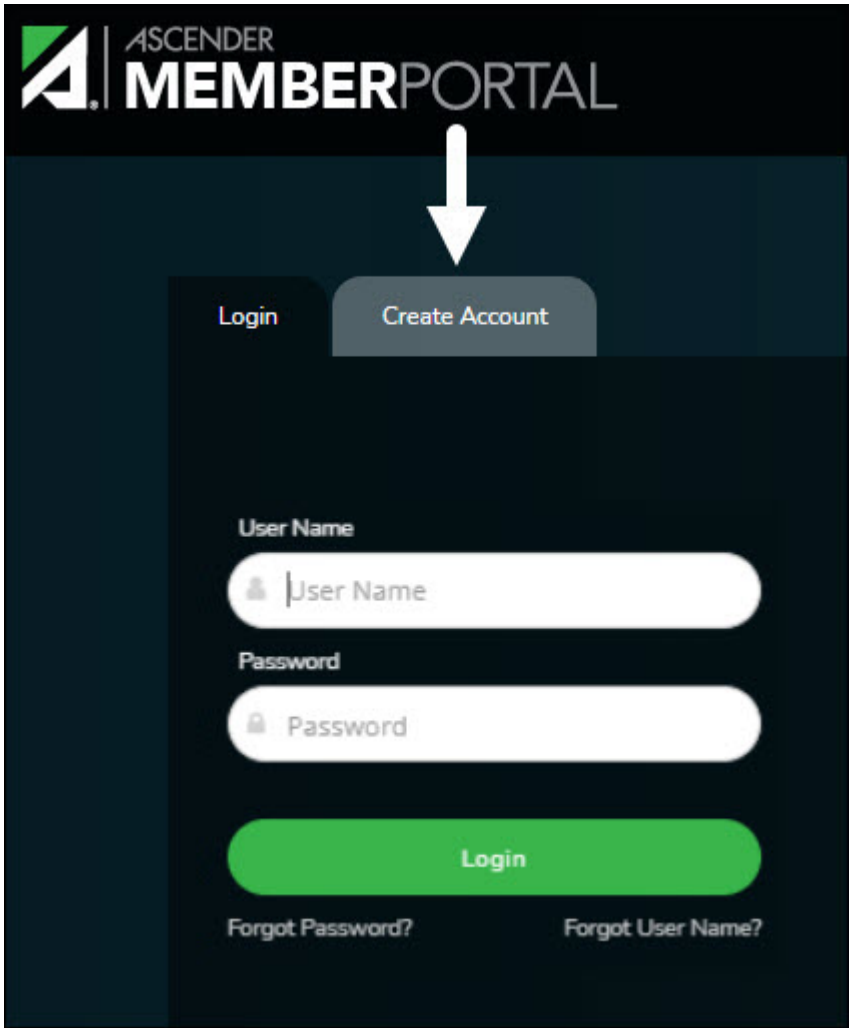 ASCENDER
MEMBERPORTAL
Login
Create Account
User Name
User Name
Password
Password
Login
Forgot Password?
Forgot User Name?